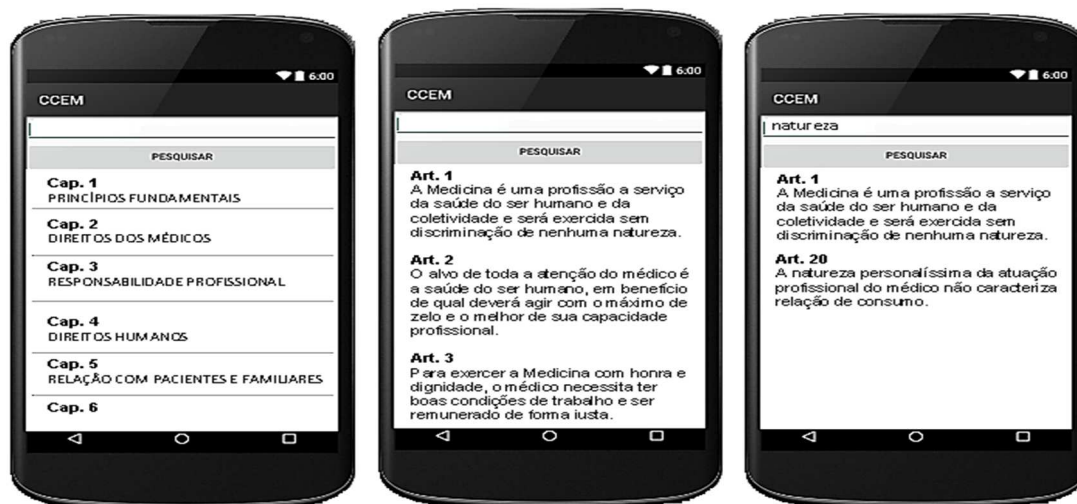 6:00
CCEM
PESQUISAR
Cap. 1
PRINCÍPIOS FUNDAMENTAIS
Cap. 2
DIREITOS DOS MÉDICOS
Cap. 3
RESPONSABILIDADE PROFISSIONAL
Cap. 4
DIREITOS HUMANOS
Cap. 5
RELAÇÃO COM PACIENTES E FAMILIARES
Cap. 6
6:00
CCEM
PESQUISAR
Art. 1
A Medicina é uma profissão a serviço
da saúde do ser humano e da
coletividade e será exercida sem
discriminação de nenhuma natureza.
Art. 2
O alvo de toda a atenção do médico é
a saúde do ser humano, em benefício
de qual deverá agir com o máximo de
zelo e o melhor de sua capacidade
profissional.
Art. 3
Para exercer a Medicina com honra e
dignidade, o médico necessita ter
boas condições de trabalho e ser
remunerado de forma justa.
6:00
CCEM
natureza
PESQUISAR
Art. 1
A Medicina é uma profissão a serviço
da saúde do ser humano e da
coletividade e será exercida sem
discriminação de nenhuma natureza.
Art. 20
A natureza personalíssima da atuação
profissional do médico não caracteriza
relação de consumo.